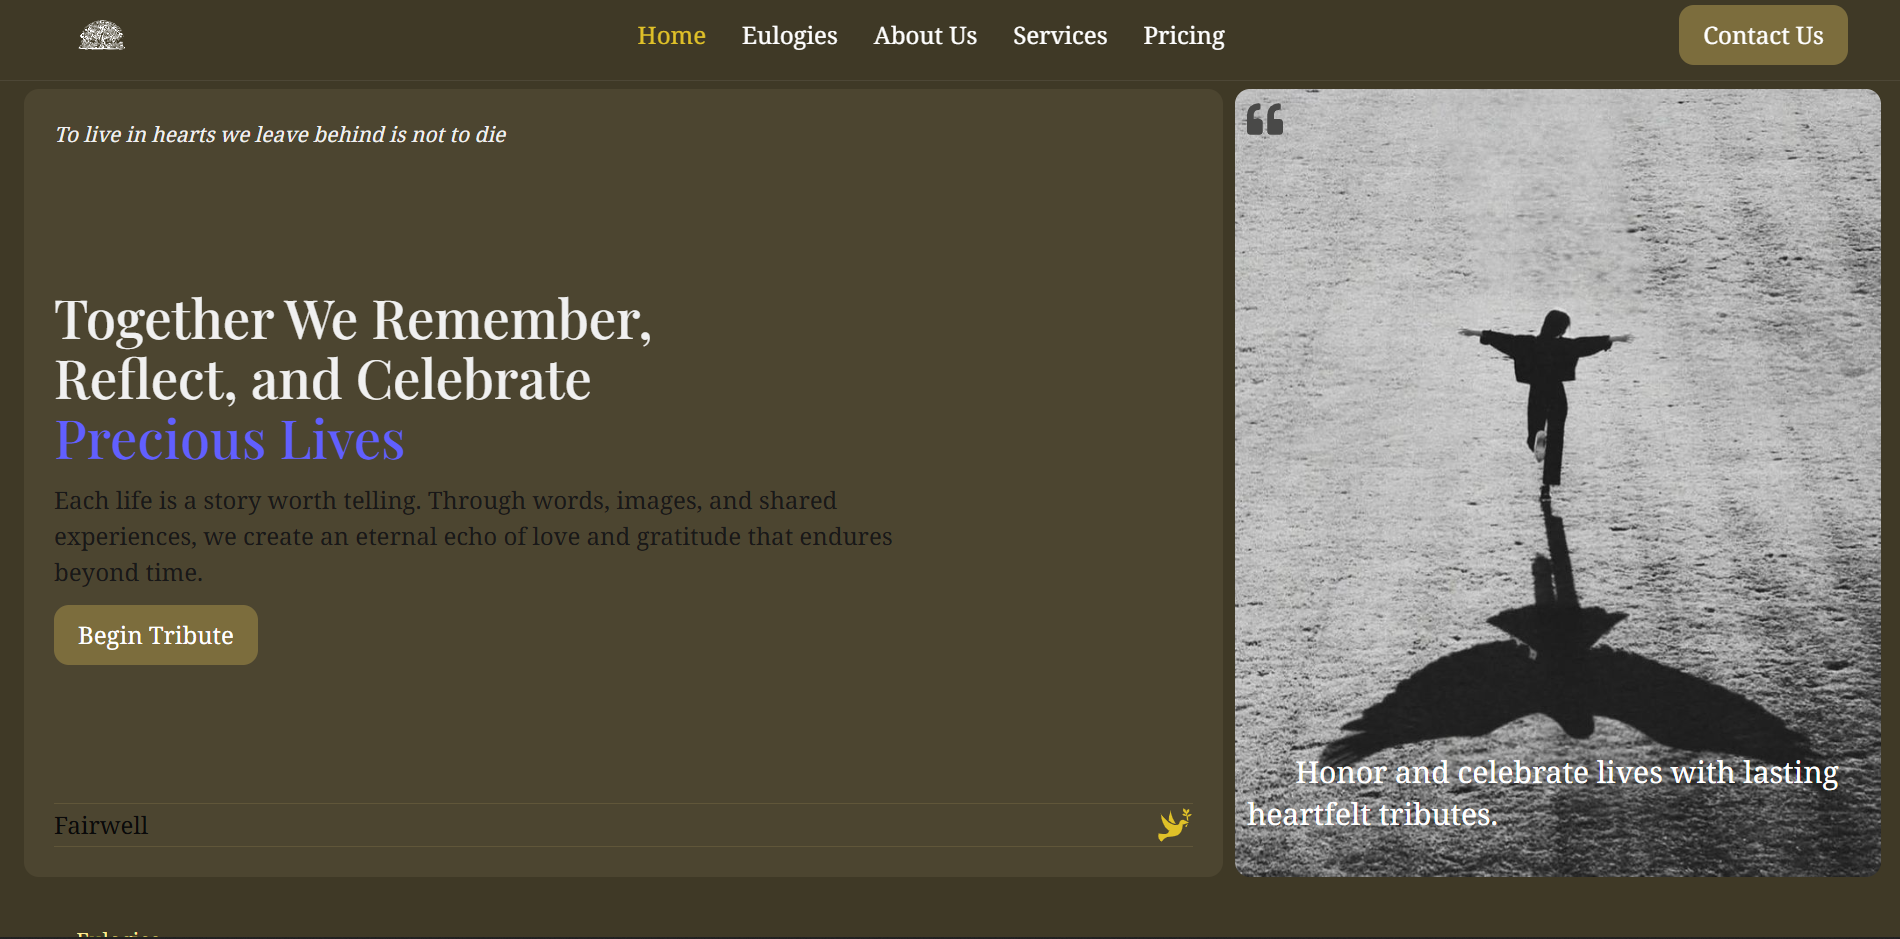 Home Eulogies About Us Services Pricing Contact Us
To live in hearts we leave behind is not to die
Together We Remember,
Reflect, and Celebrate
Precious Lives
Each life is a story worth telling. Through words, images, and shared
experiences, we create an eternal echo of love and gratitude that endures
beyond time.
Begin Tribute
Fairwell
“
Honor and celebrate lives with lasting
heartfelt tributes.
Eulogies